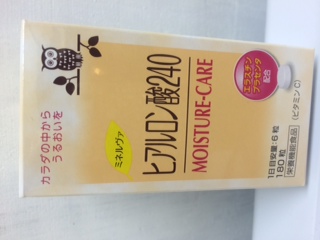 カラダの中から
うるおいを
ミネルヴァ
ヒアルロン酸240
MOISTURE-CARE
エラスチン
プラセンタ
配合
1日目安量:6粒
180粒
栄養機能食品
(ビタミンC)